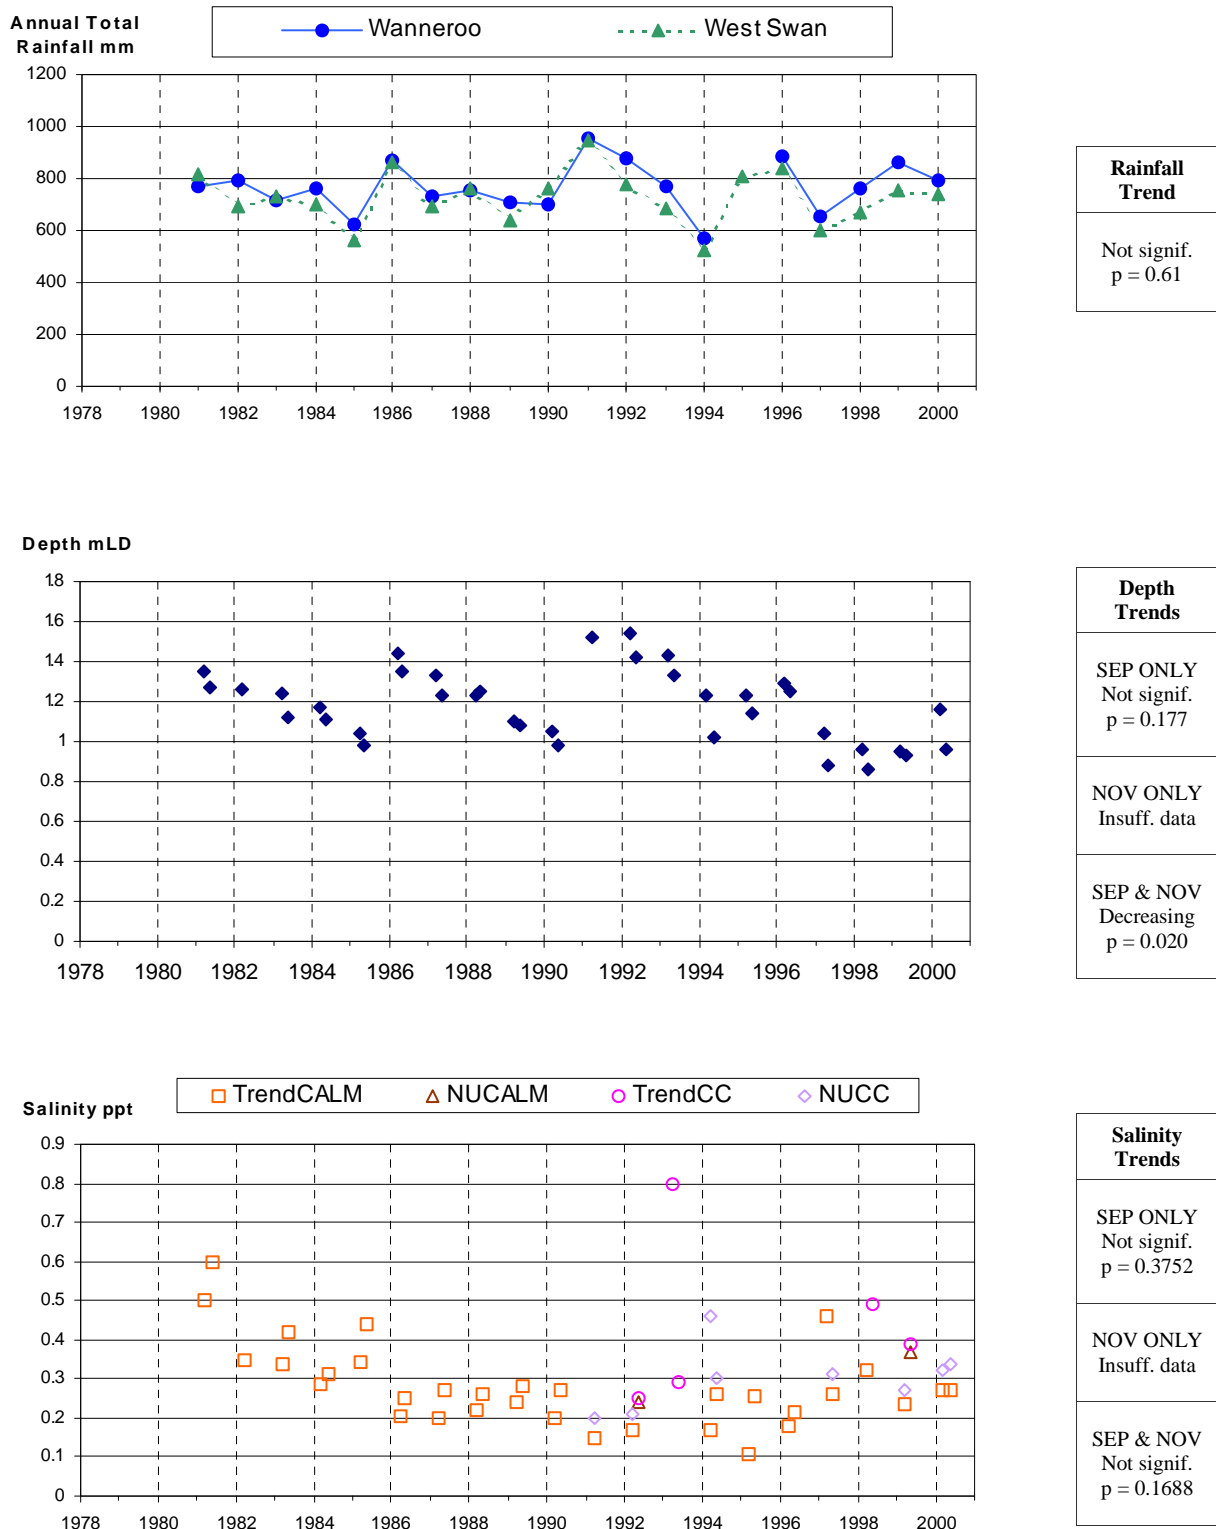 Annual Total
Rainfall mm
Wanneroo
West Swan
1200
1000
800
600
400
200
0
1978 1980 1982 1984 1986 1988 1990 1992 1994 1996 1998 2000
Rainfall
Trend
Not signif.
p = 0.61
Depth mLD
1.8
1.6
1.4
1.2
1
0.8
0.6
0.4
0.2
0
1978 1980 1982 1984 1986 1988 1990 1992 1994 1996 1998 2000
Depth
Trends
SEP ONLY
Not signif.
p = 0.177
NOV ONLY
Insuff. data
SEP & NOV
Decreasing
p = 0.020
TrendCALM
NUCALM
TrendCC
NUCC
Salinity ppt
0.9
0.8
0.7
0.6
0.5
0.4
0.3
0.2
0.1
0
1978 1980 1982 1984 1986 1988 1990 1992 1994 1996 1998 2000
Salinity
Trends
SEP ONLY
Not signif.
p = 0.3752
NOV ONLY
Insuff. data
SEP & NOV
Not signif.
p = 0.1688